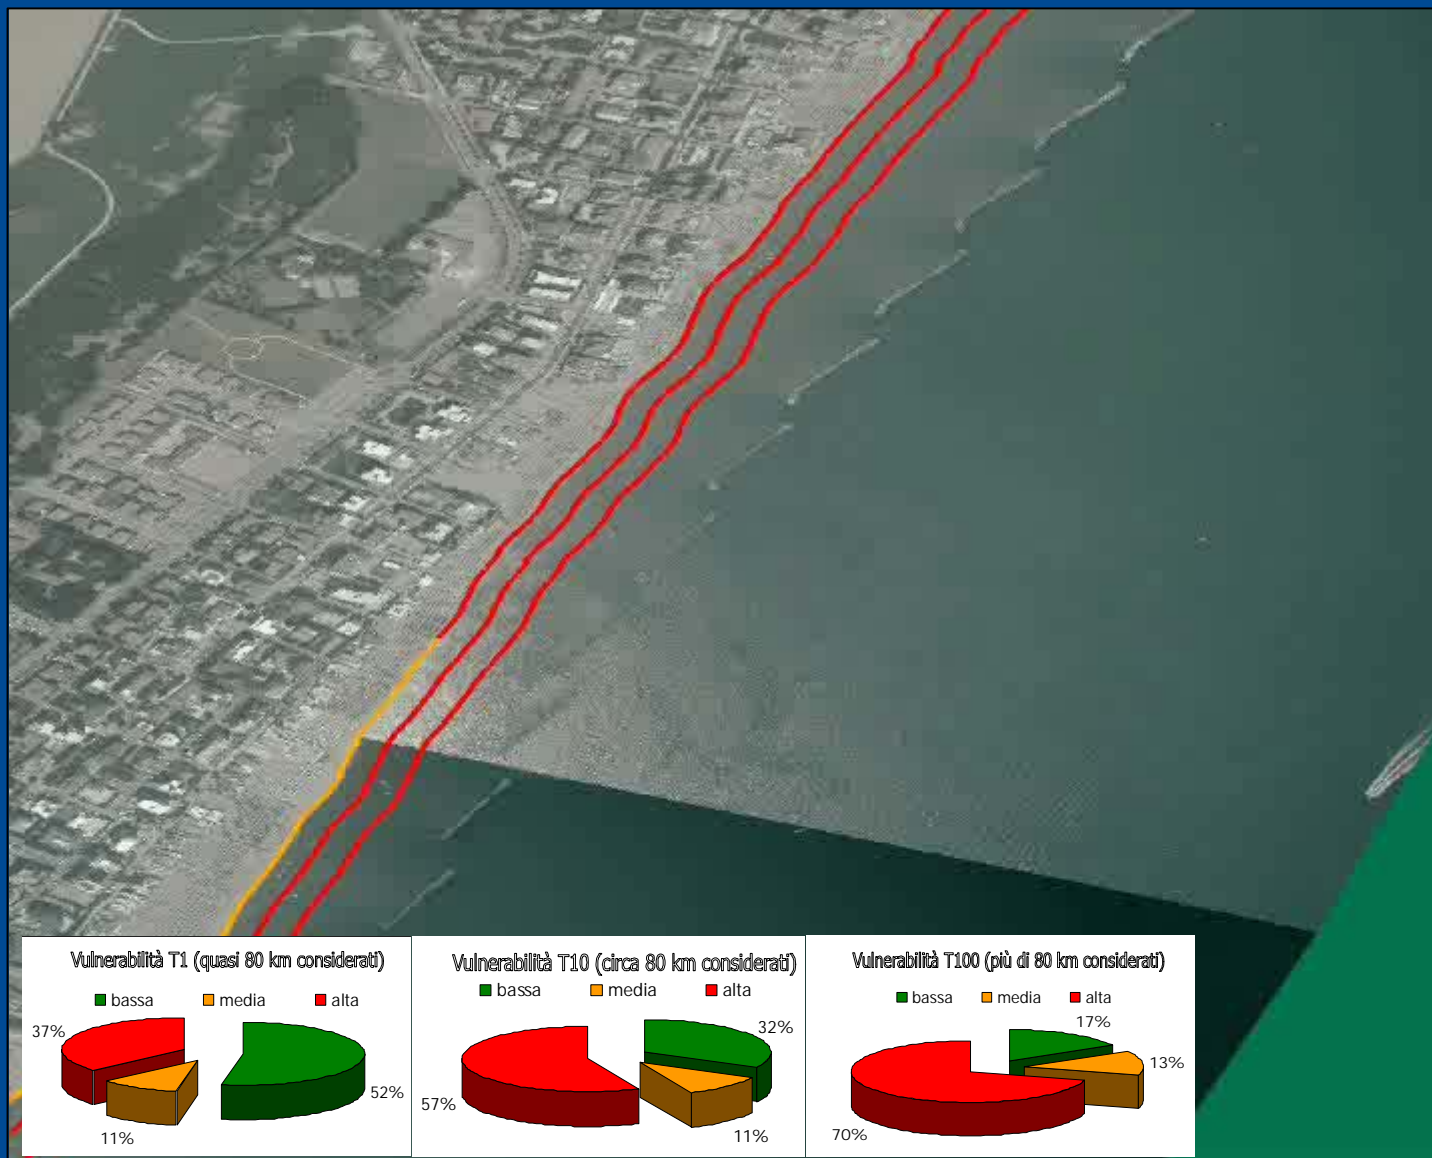 Vulnerabilità T1 (quasi 80 km considerati)
bassa media alta
37%
52%
11%
Vulnerabilità T10 (circa 80 km considerati)
bassa media alta
32%
57%
11%
Vulnerabilità T100 (più di 80 km considerati)
bassa media alta
17%
13%
70%